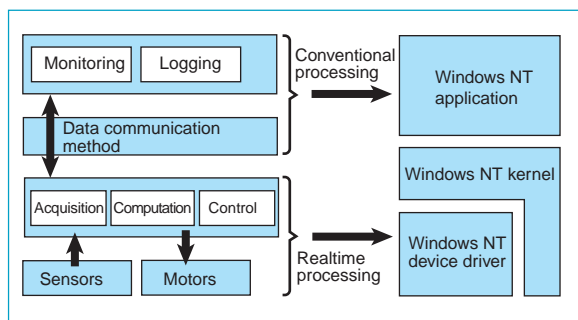 Monitoring
Logging
Data communication
method
Acquisition
Computation
Control
Sensors
Motors
Conventional
processing
Realtime
processing
Windows NT
application
Windows NT kernel
Windows NT
device driver